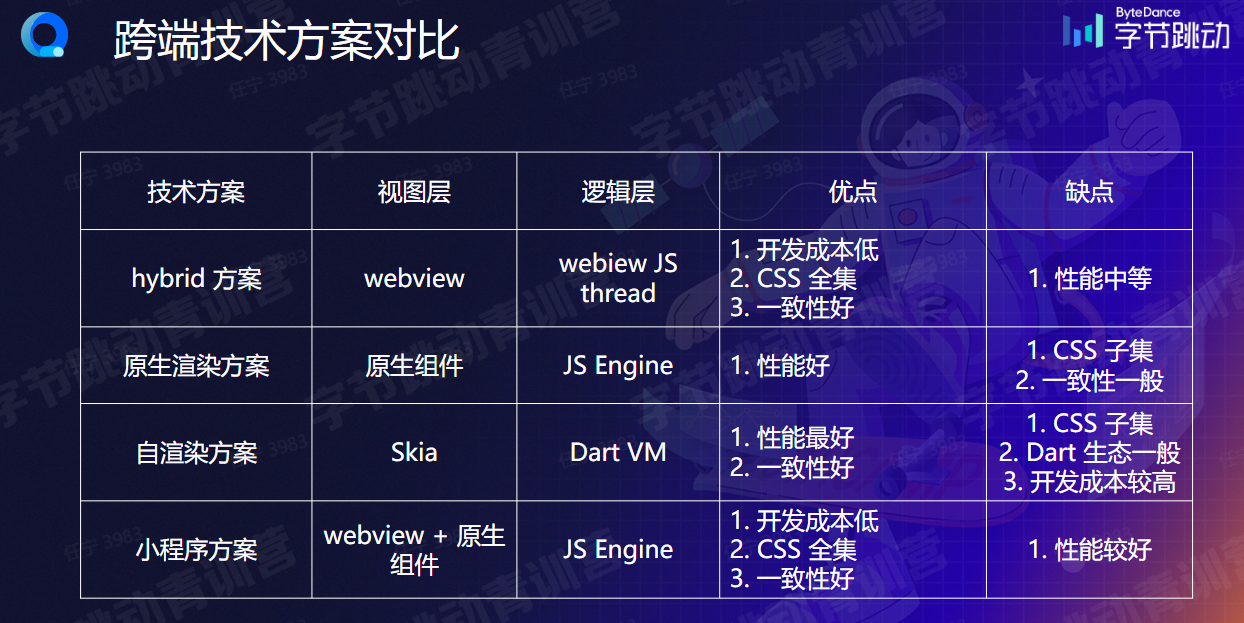 跨端技术方案对比
ByteDance
字节跳动
技术方案
视图层
逻辑层
优点
缺点
hybrid 方案
webview
webiew JS
thread
1. 开发成本低
2. CSS 全集
3. 一致性好
1. 性能中等
原生渲染方案
原生组件
JS Engine
1. 性能好
1. CSS 子集
2. 一致性一般
自渲染方案
Skia
Dart VM
1. 性能最好
2. 一致性好
1. CSS 子集
2. Dart 生态一般
3. 开发成本较高
小程序方案
webview + 原生
组件
JS Engine
1. 开发成本低
2. CSS 全集
3. 一致性好
1. 性能较好
字节跳动青训营
任宁 3983